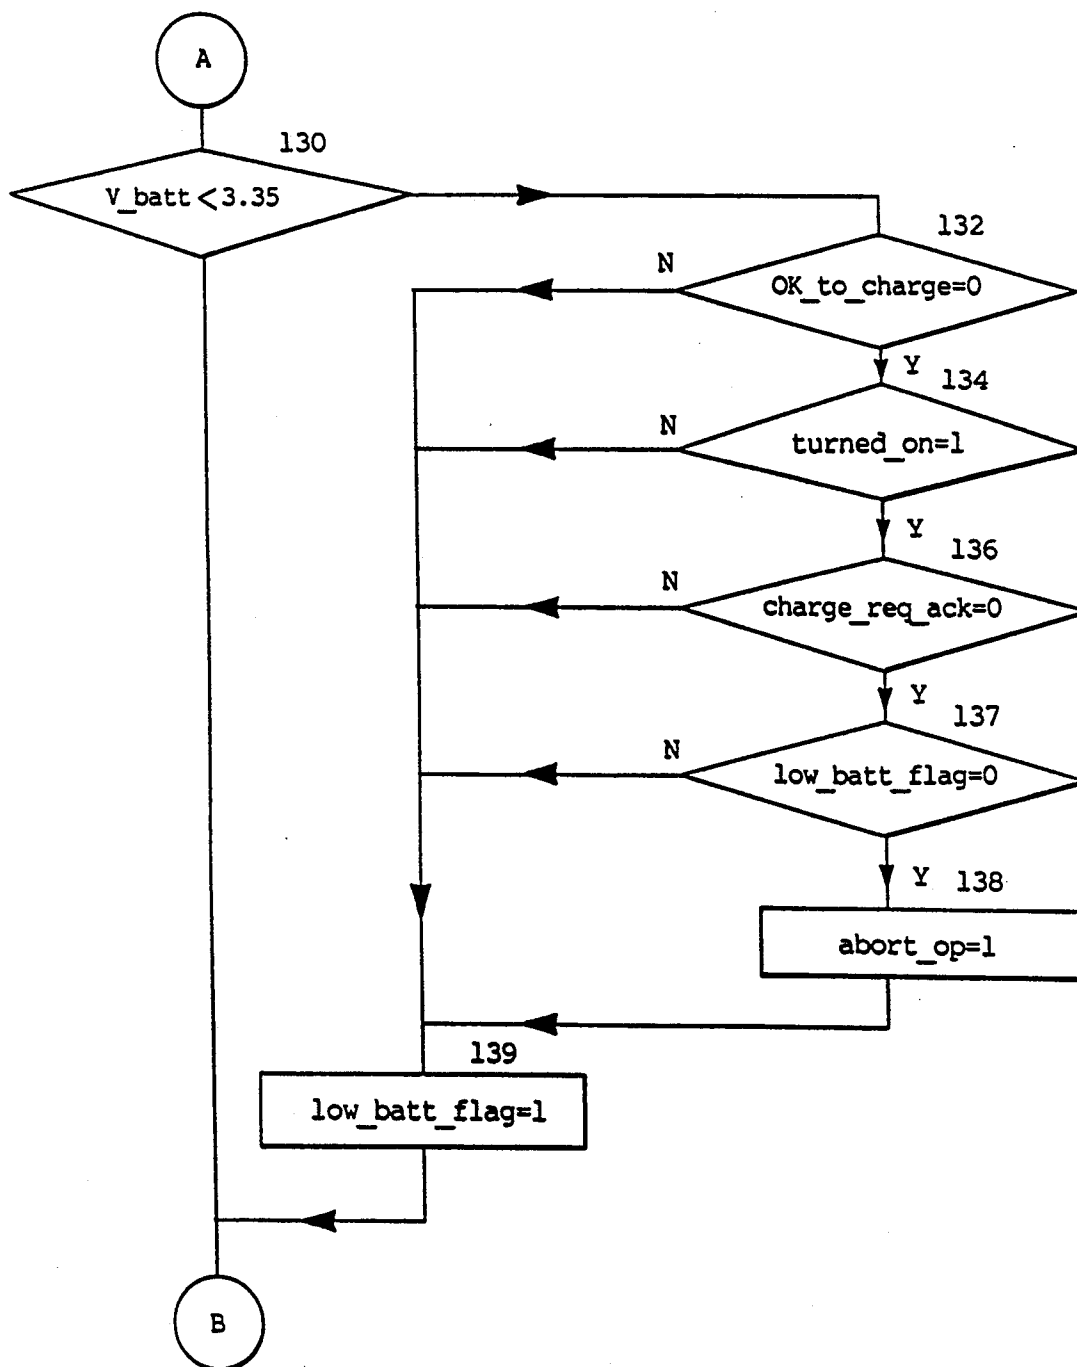 A
130
V_batt<3.35
132
N
OK_to_charge=0
Y
134
N
turned_on=1
Y
136
N
charge_req_ack=0
Y
137
N
low_batt_flag=0
Y
138
abort_op=1
139
low_batt_flag=1
B